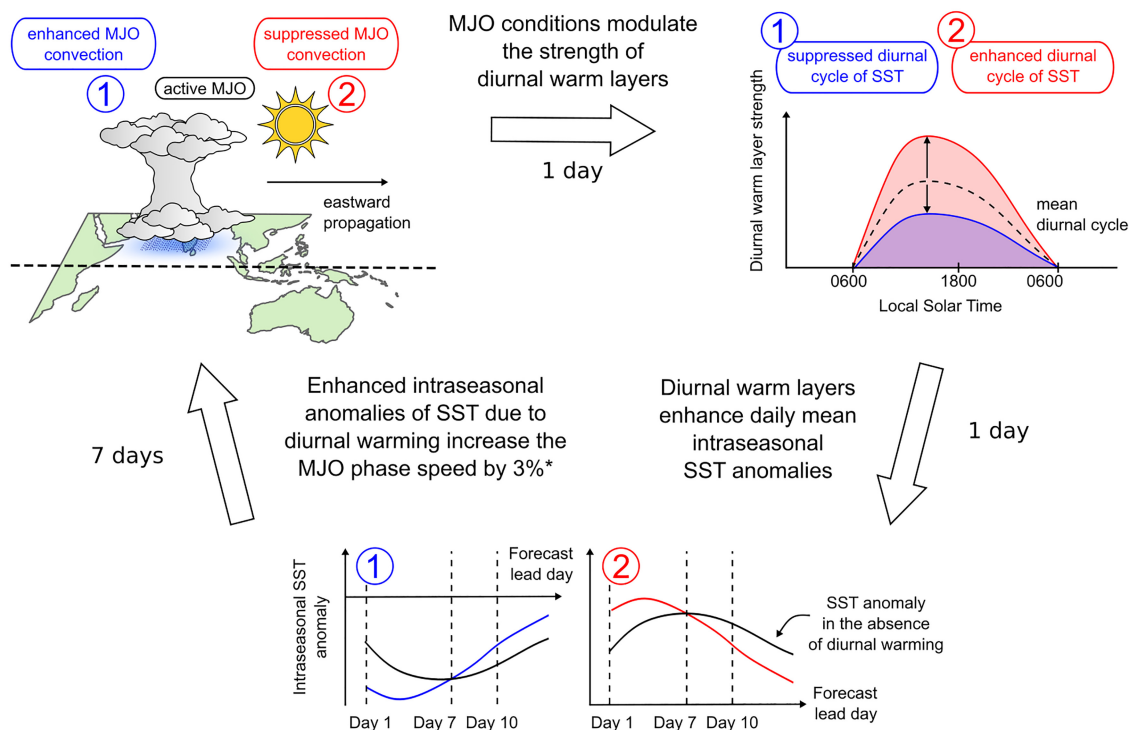 enhanced MJO
convection
1
active MJO
suppressed MJO
convection
2
eastward
propagation
MJO conditions modulate
the strength of
diurnal warm layers
1 day
1
suppressed diurnal
cycle of SST
2
enhanced diurnal
cycle of SST
Diurnal warm layer strength
mean
diurnal cycle
0600
1800
0600
Local Solar Time
Diurnal warm layers
enhance daily mean
intraseasonal
SST anomalies
1 day
Enhanced intraseasonal
anomalies of SST due to
diurnal warming increase the
MJO phase speed by 3%*
7 days
Intraseasonal SST
anomaly
1
Forecast
lead day
Day 1
Day 7
Day 10
2
SST anomaly
in the absence
of diurnal warming
Forecast
lead day
Day 1
Day 7
Day 10